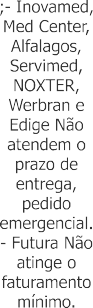 ;- Inovamed,
Med Center,
Alfalagos,
Servimed,
NOXTER,
Werbran e
Edige Não
atendem o
prazo de
entrega,
pedido
emergencial.
- Futura Não
atinge o
faturamento
mínimo.